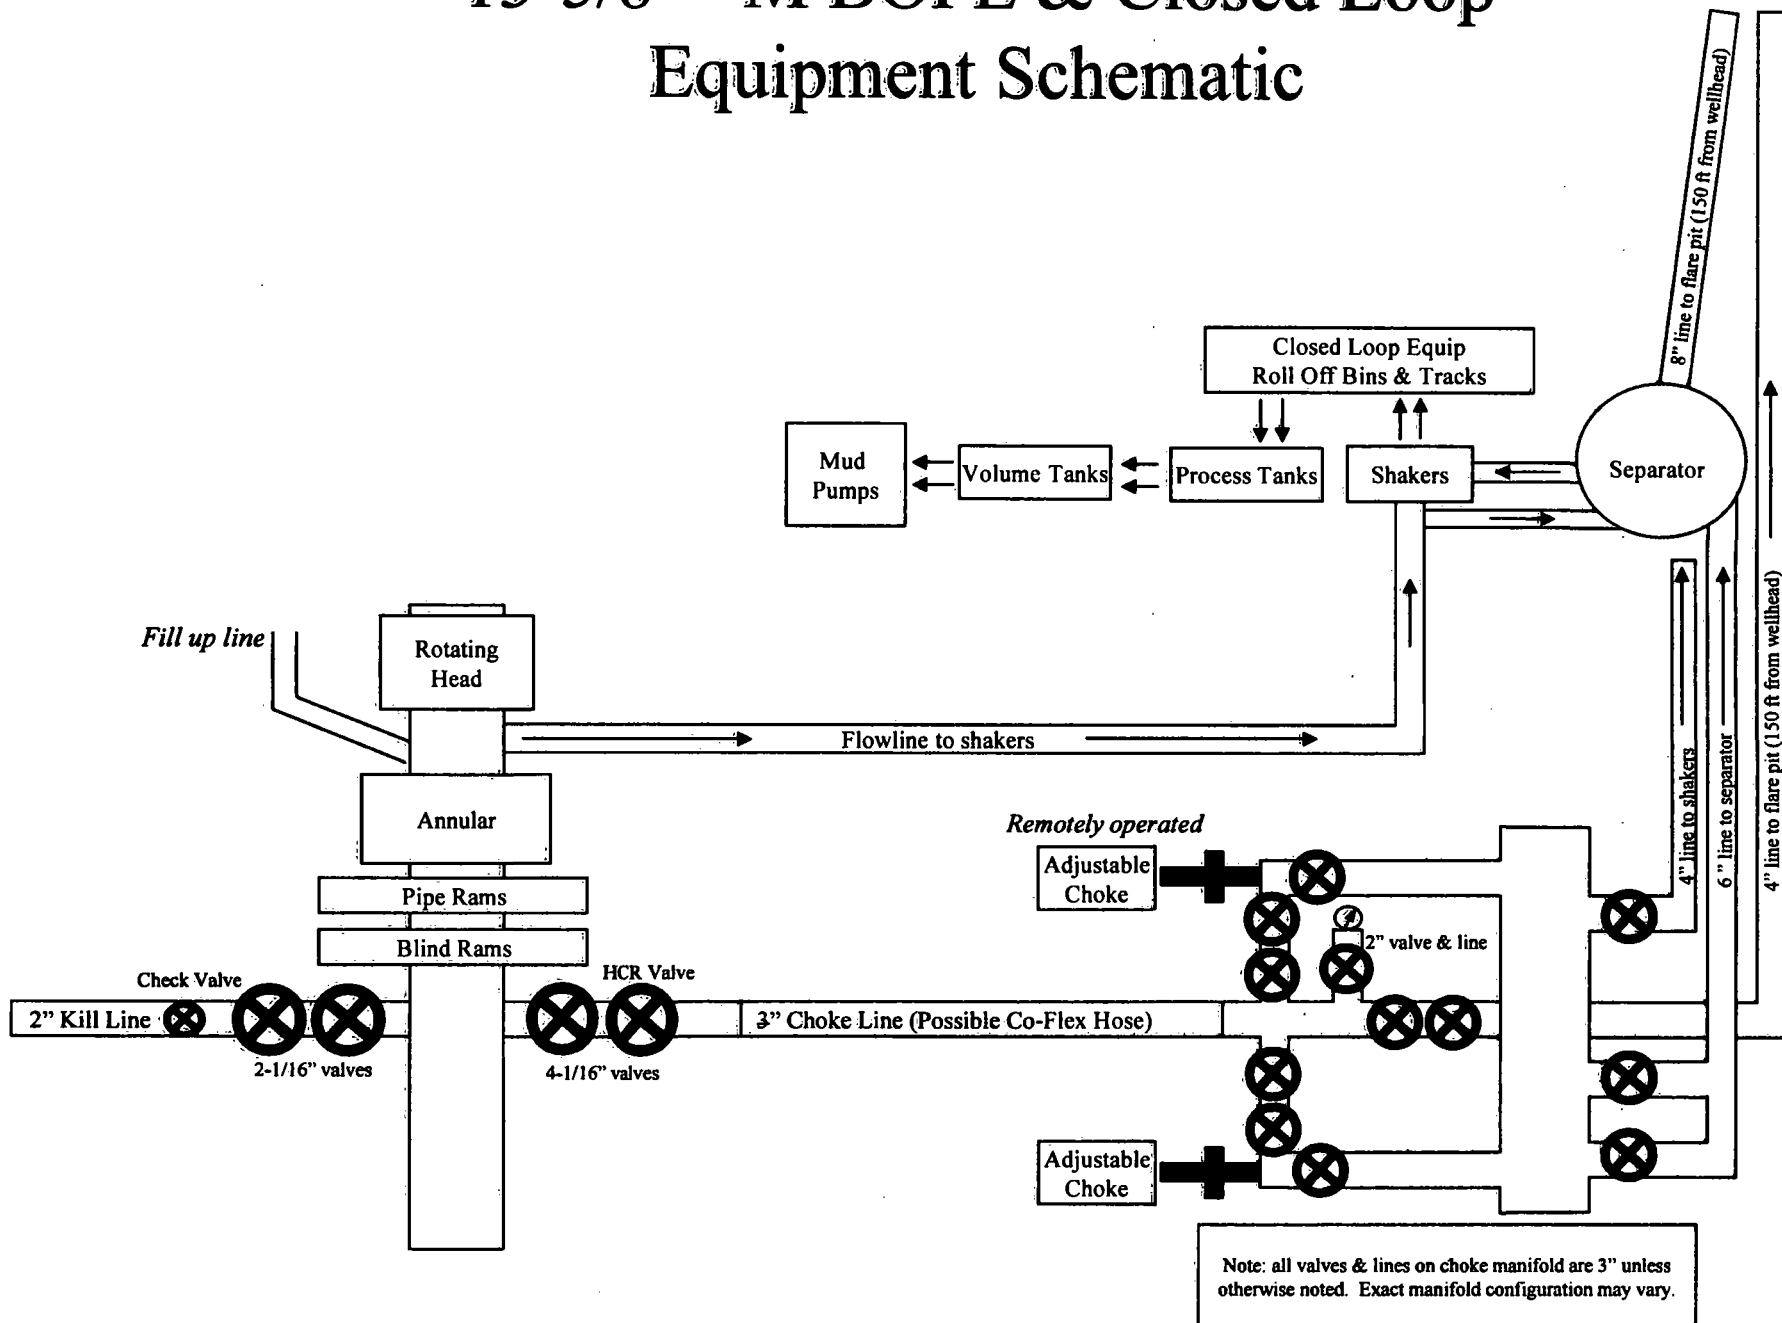 Equipment Schematic
8” line to flare pit (150 ft from wellhead)
Closed Loop Equip
Roll Off Bins & Tracks
Mud
Pumps
Volume Tanks
Process Tanks
Shakers
Separator
Fill up line
Rotating
Head
Flowline to shakers
Annular
Pipe Rams
Blind Rams
Remotely operated
Adjustable
Choke
2” valve & line
4” line to shakers
6” line to separator
4” line to flare pit (150 ft from wellhead)
Check Valve
HCR Valve
2” Kill Line
3” Choke Line (Possible Co-Flex Hose)
2-1/16” valves
4-1/16” valves
Adjustable
Choke
Note: all valves & lines on choke manifold are 3” unless
otherwise noted. Exact manifold configuration may vary.